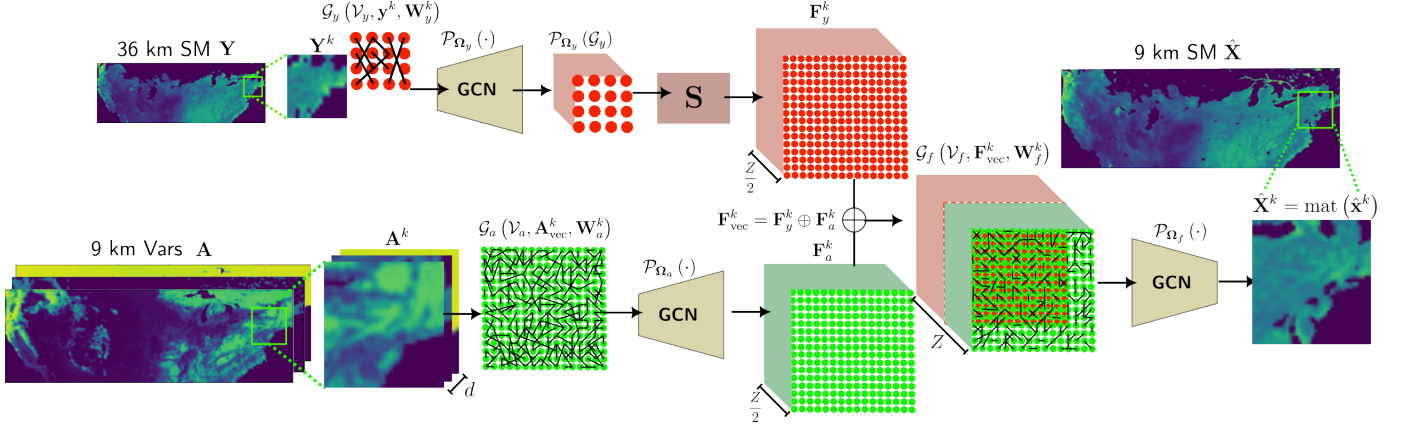 36 km SM Y
Y^k
G_y (V_y, y^k, W_y^k)
P_{Ω_y} (·)
GCN
P_{Ω_y} (G_y)
S
F_y^k
Z/2
9 km SM X̂
9 km Vars A
A^k
d
G_a (V_a, A_vec^k, W_a^k)
P_{Ω_a} (·)
GCN
F_vec^k = F_y^k ⊕ F_a^k
F_a^k
Z/2
G_f (V_f, F_vec^k, W_f^k)
Z
P_{Ω_f} (·)
GCN
X̂^k = mat (x̂^k)